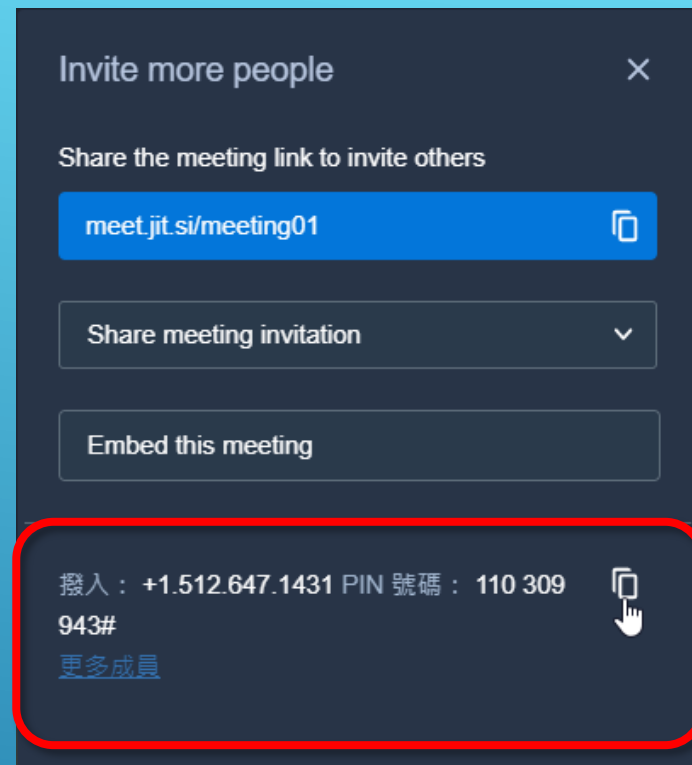 Invite more people
Share the meeting link to invite others
meet.jit.si/meeting01
Share meeting invitation
Embed this meeting
撥入： +1.512.647.1431 PIN 號碼： 110 309
943#
更多成員